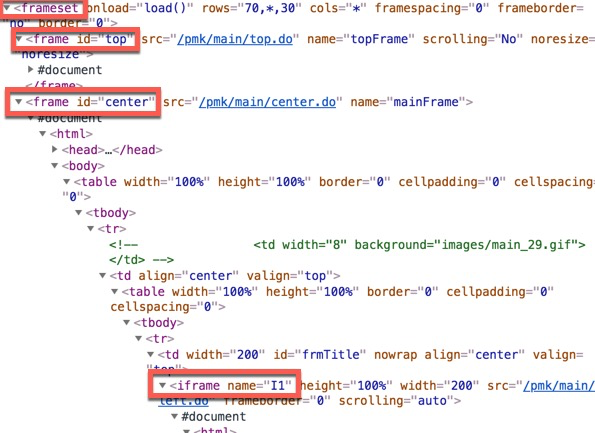 <frameset onload="load()" rows="70,*,30" cols="*" framespacing="0" frameborder=
"no" border="0">
<frame id="top" src="/pmk/main/top.do" name="topFrame" scrolling="No" noresize=
"noresize">
#document
</frame>
<frame id="center" src="/pmk/main/center.do" name="mainFrame">
#document
<html>
<head>…</head>
<body>
<table width="100%" height="100%" border="0" cellpadding="0" cellspacing=
"0">
<tbody>
<tr>
<!-- <td width="8" background="images/main_29.gif">
</td> -->
<td align="center" valign="top">
<table width="100%" height="100%" border="0" cellpadding="0"
cellspacing="0">
<tbody>
<tr>
<td width="200" id="frmTitle" nowrap align="center" valign=
"top">
<iframe name="I1" height="100%" width="200" src="/pmk/main/
left.do" frameborder="0" scrolling="auto">
#document
<html>